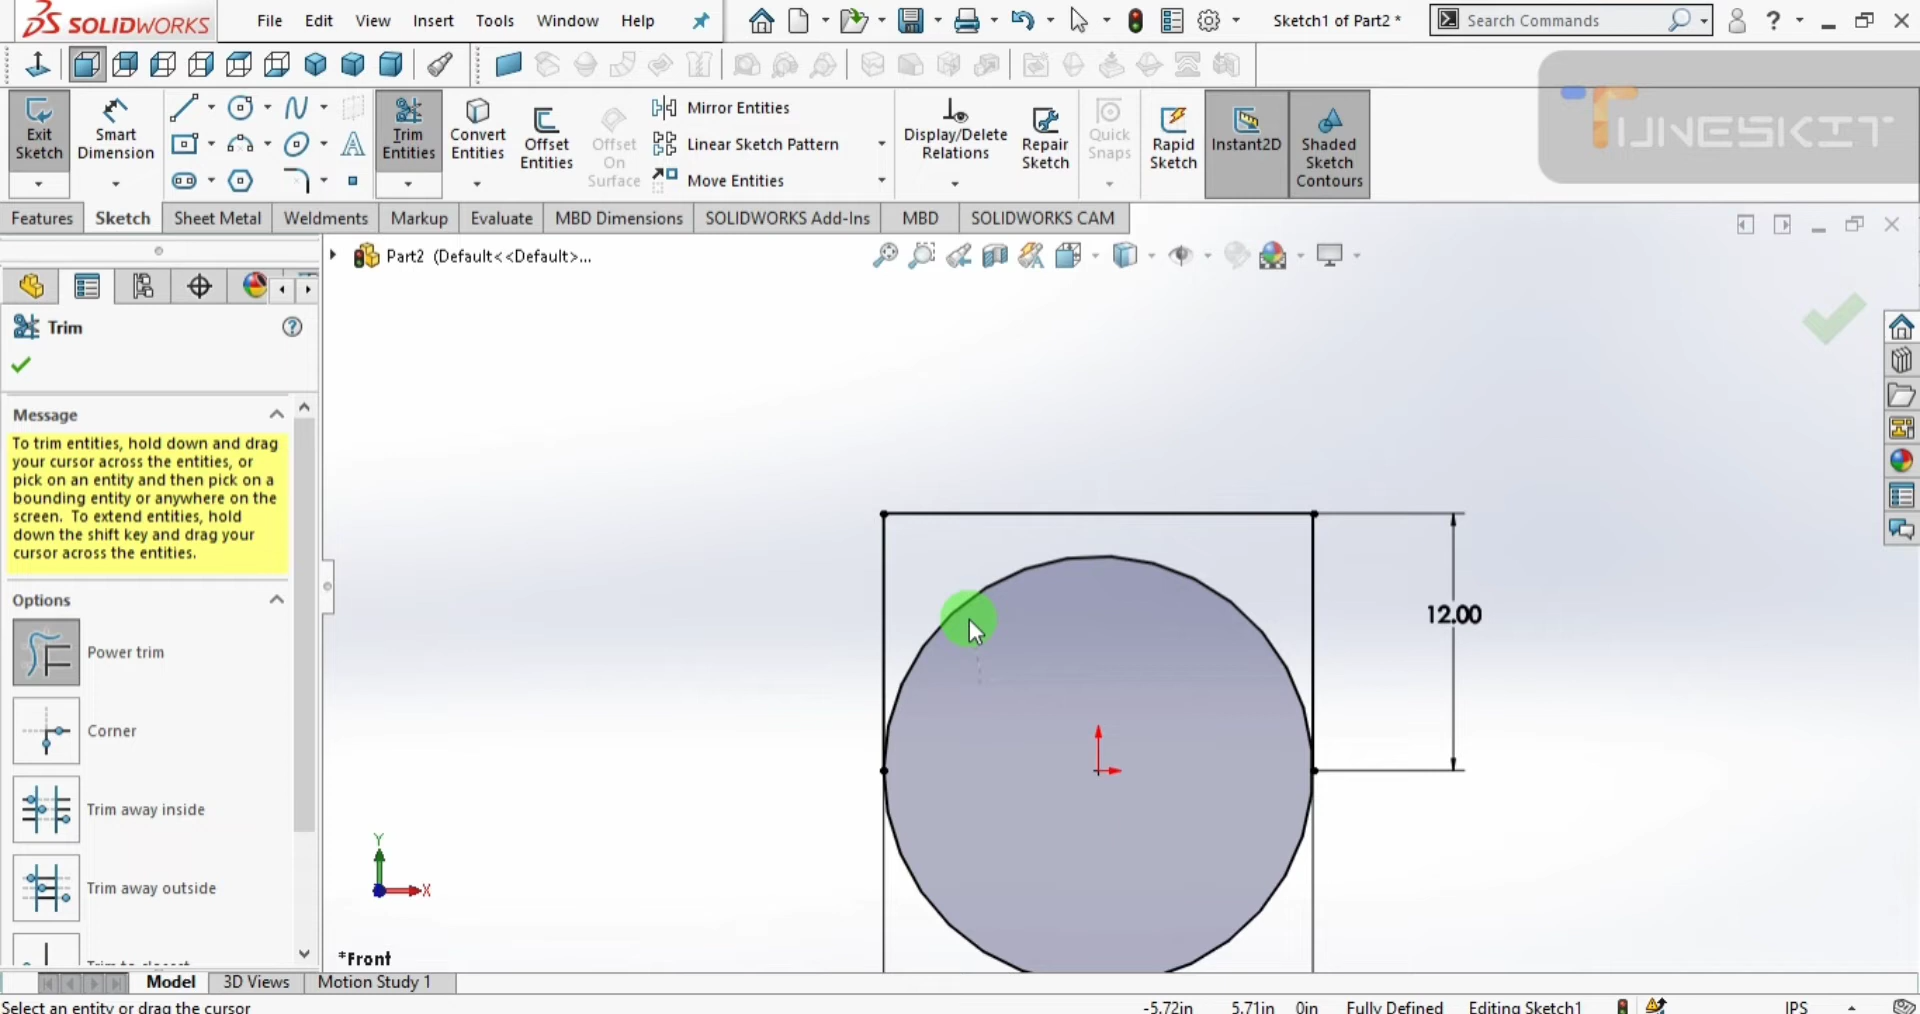 SOLIDWORKS File Edit View Insert Tools Window Help Sketch1 of Part2 * Search Commands ?
TUNESKIT
Exit Sketch
Smart Dimension
Trim Entities
Convert Entities
Offset Entities
Offset On Surface
Mirror Entities
Linear Sketch Pattern
Move Entities
Display/Delete Relations
Repair Sketch
Quick Snaps
Rapid Sketch
Instant2D
Shaded Sketch Contours
Features Sketch Sheet Metal Weldments Markup Evaluate MBD Dimensions SOLIDWORKS Add-Ins MBD SOLIDWORKS CAM
Part2 (Default<<Default>...
Trim ?
Message
To trim entities, hold down and drag
your cursor across the entities, or
pick on an entity and then pick on a
bounding entity or anywhere on the
screen. To extend entities, hold
down the shift key and drag your
cursor across the entities.
Options
Power trim
Corner
Trim away inside
Trim away outside
Trim to closest
12.00
Y
X
*Front
Model 3D Views Motion Study 1
Select an entity or drag the cursor -5.72in 5.71in 0in Fully Defined Editing Sketch1 IPS